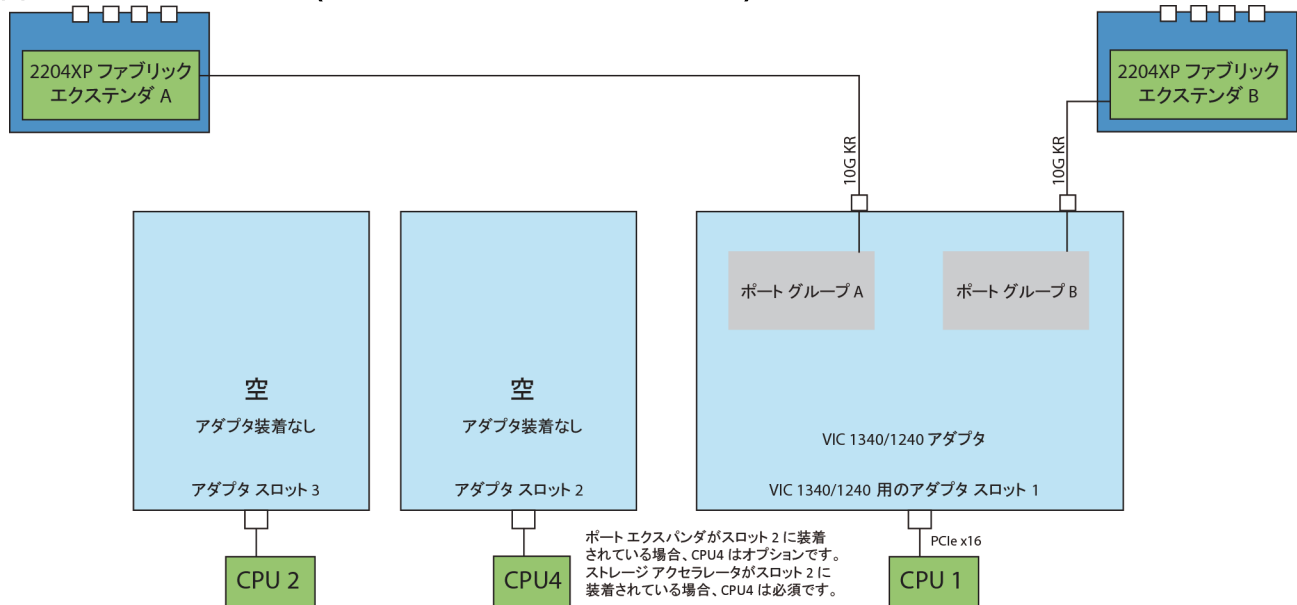 2204XP ファブリック
エクステンダ A
2204XP ファブリック
エクステンダ B
10G KR
10G KR
ポート グループ A
ポート グループ B
空
アダプタ装着なし
アダプタ スロット 3
空
アダプタ装着なし
アダプタ スロット 2
VIC 1340/1240 アダプタ
VIC 1340/1240 用のアダプタ スロット 1
CPU 2
CPU4
ポート エクスパンダがスロット 2 に装着
されている場合、CPU4 はオプションです。
ストレージ アクセラレータがスロット 2 に
装着されている場合、CPU4 は必須です。
PCIe x16
CPU 1